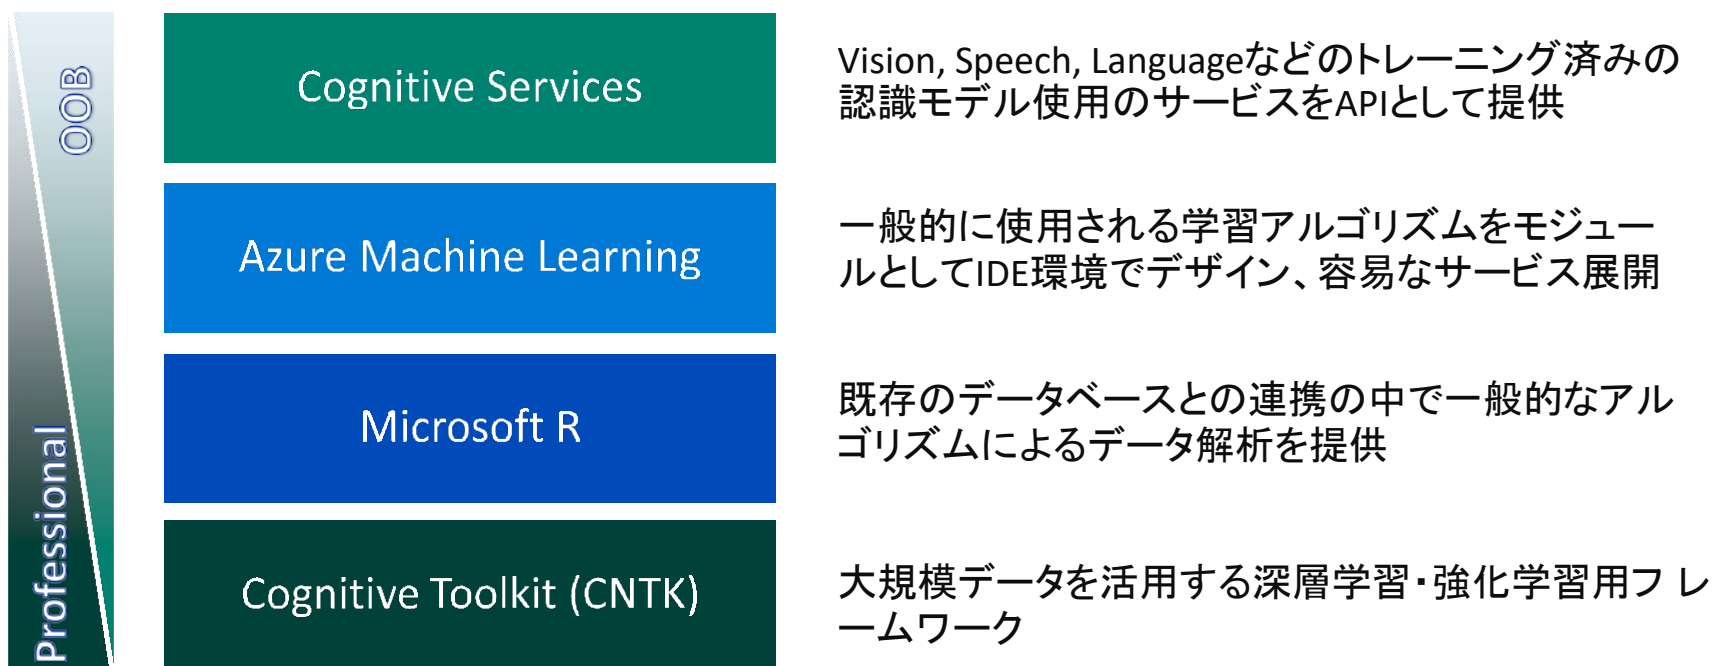 OOB
Professional
Cognitive Services
Vision, Speech, Languageなどのトレーニング済みの
認識モデル使用のサービスをAPIとして提供
Azure Machine Learning
一般的に使用される学習アルゴリズムをモジュー
ルとしてIDE環境でデザイン、容易なサービス展開
Microsoft R
既存のデータベースとの連携の中で一般的なアル
ゴリズムによるデータ解析を提供
Cognitive Toolkit (CNTK)
大規模データを活用する深層学習・強化学習用フレ
ームワーク